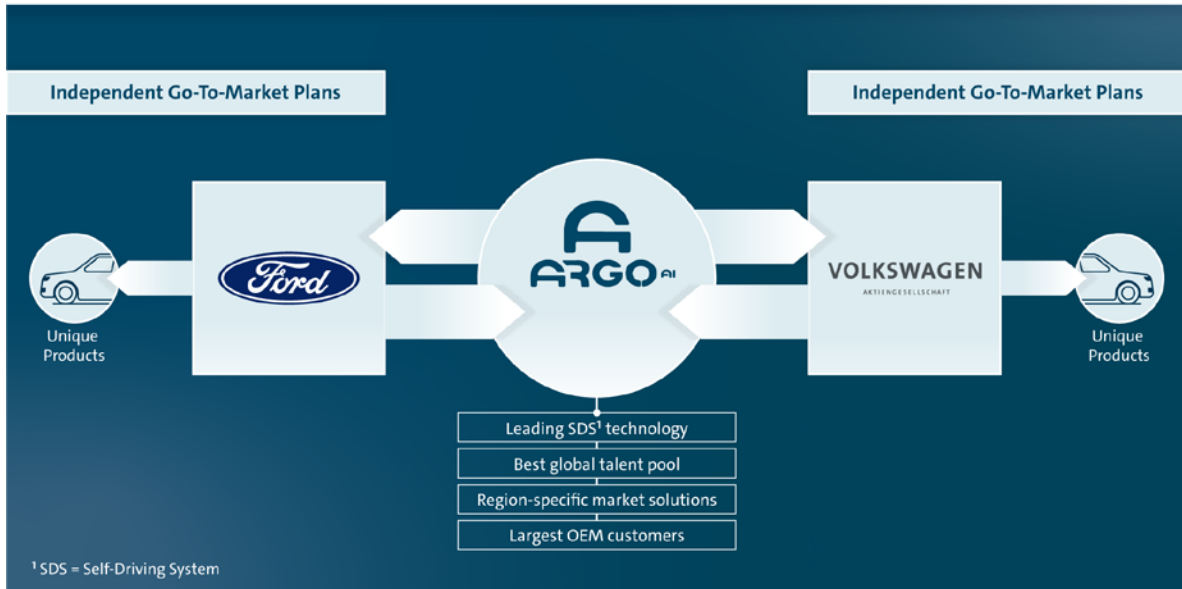 Independent Go-To-Market Plans
Independent Go-To-Market Plans
Ford
ARGO AI
VOLKSWAGEN
AKTIENGESELLSCHAFT
Unique
Products
Unique
Products
Leading SDS¹ technology
Best global talent pool
Region-specific market solutions
Largest OEM customers
¹ SDS = Self-Driving System